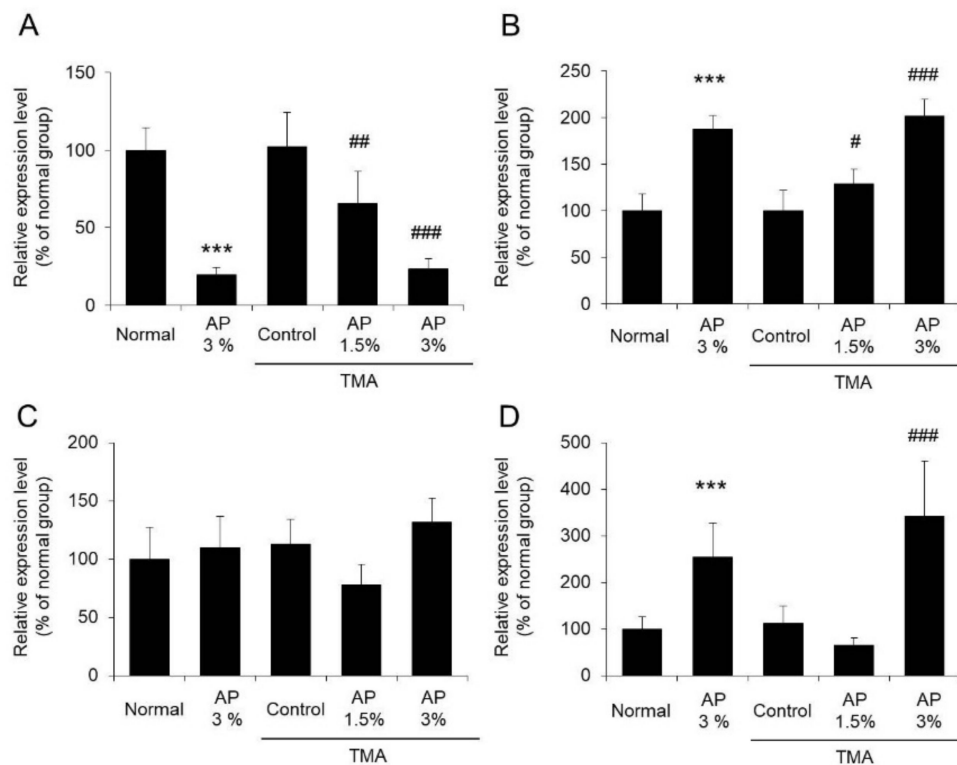 A
Relative expression level
(% of normal group)
150
100
50
0
***
##
###
Normal
AP
3 %
Control
AP
1.5%
AP
3%
TMA
B
Relative expression level
(% of normal group)
250
200
150
100
50
0
***
#
###
Normal
AP
3 %
Control
AP
1.5%
AP
3%
TMA
C
Relative expression level
(% of normal group)
200
150
100
50
0
Normal
AP
3 %
Control
AP
1.5%
AP
3%
TMA
D
Relative expression level
(% of normal group)
500
400
300
200
100
0
***
###
Normal
AP
3 %
Control
AP
1.5%
AP
3%
TMA